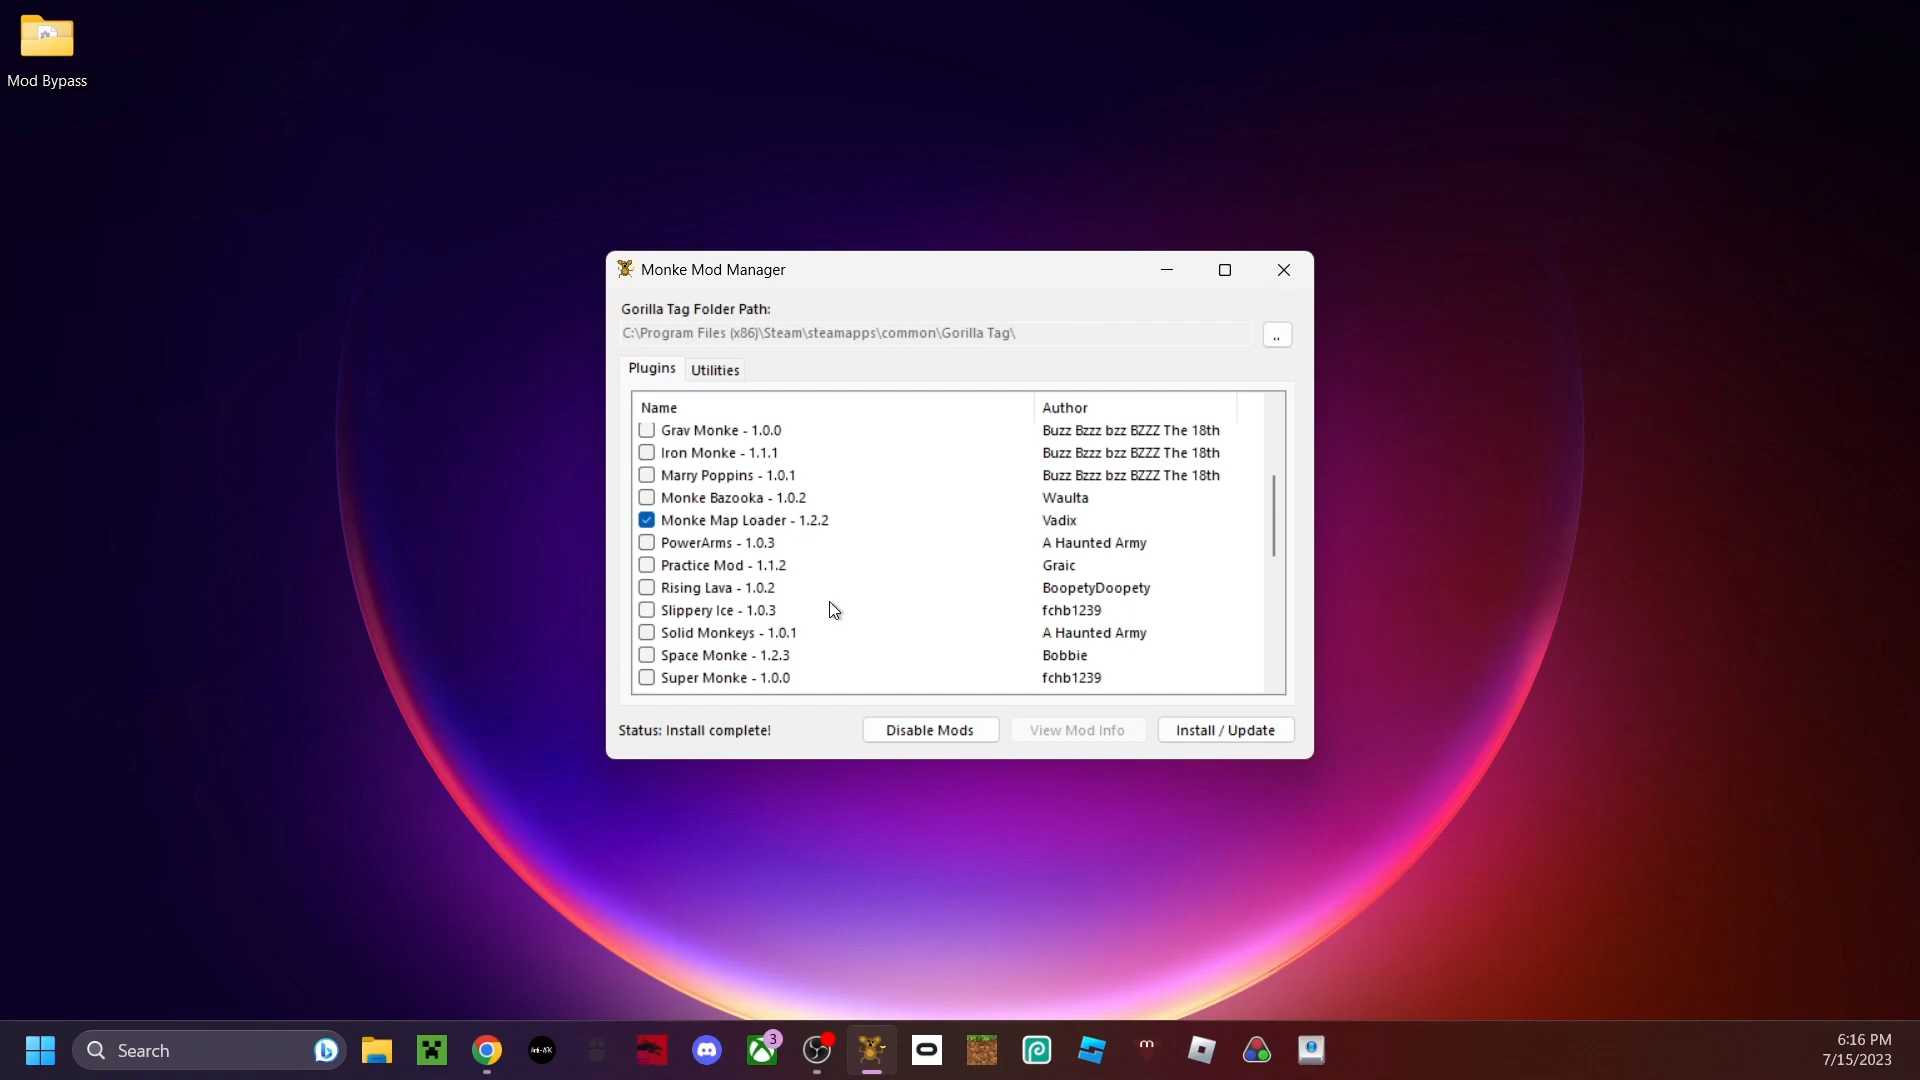 Mod Bypass
Monke Mod Manager
Gorilla Tag Folder Path:
C:\Program Files (x86)\Steam\steamapps\common\Gorilla Tag\
..
Plugins Utilities
Name Author
Grav Monke - 1.0.0 Buzz Bzzz bzz BZZZ The 18th
Iron Monke - 1.1.1 Buzz Bzzz bzz BZZZ The 18th
Marry Poppins - 1.0.1 Buzz Bzzz bzz BZZZ The 18th
Monke Bazooka - 1.0.2 Waulta
Monke Map Loader - 1.2.2 Vadix
PowerArms - 1.0.3 A Haunted Army
Practice Mod - 1.1.2 Graic
Rising Lava - 1.0.2 BoopetyDoopety
Slippery Ice - 1.0.3 fchb1239
Solid Monkeys - 1.0.1 A Haunted Army
Space Monke - 1.2.3 Bobbie
Super Monke - 1.0.0 fchb1239
Status: Install complete! Disable Mods View Mod Info Install / Update
Search 3 6:16 PM
7/15/2023